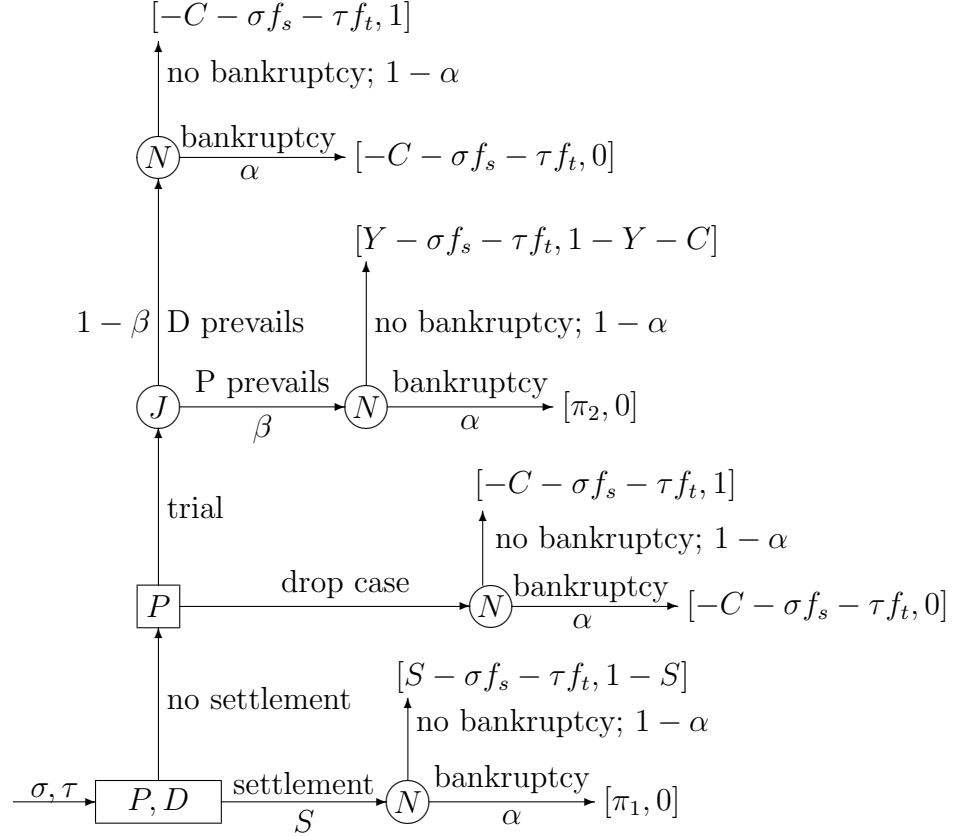 [−C − σf_s − τf_t, 1]
no bankruptcy; 1 − α
N
bankruptcy
α
[−C − σf_s − τf_t, 0]
[Y − σf_s − τf_t, 1 − Y − C]
1 − β
D prevails
no bankruptcy; 1 − α
J
P prevails
β
N
bankruptcy
α
[π_2, 0]
[−C − σf_s − τf_t, 1]
trial
no bankruptcy; 1 − α
P
drop case
N
bankruptcy
α
[−C − σf_s − τf_t, 0]
[S − σf_s − τf_t, 1 − S]
no settlement
no bankruptcy; 1 − α
σ, τ
P, D
settlement
S
N
bankruptcy
α
[π_1, 0]